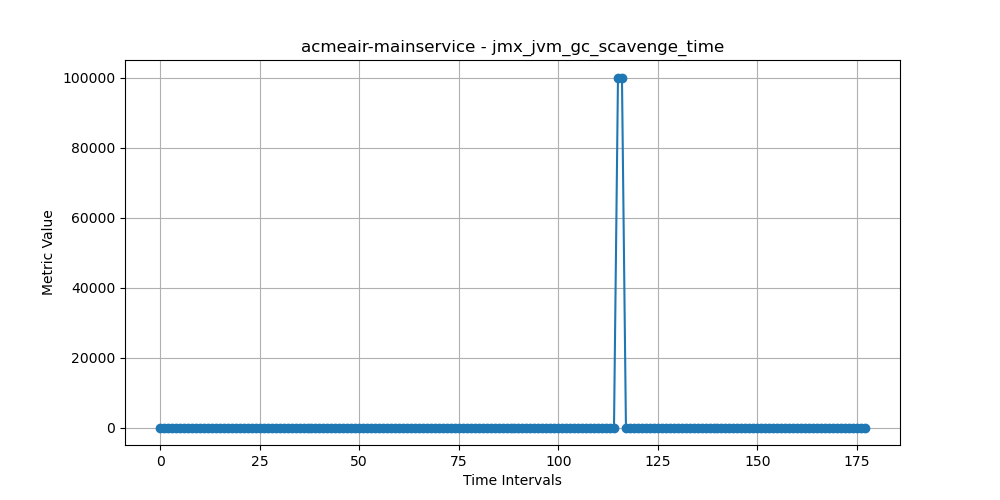 acmeair-mainservice - jmx_jvm_gc_scavenge_time
100000
80000
60000
40000
20000
0
Metric Value
0 25 50 75 100 125 150 175
Time Intervals